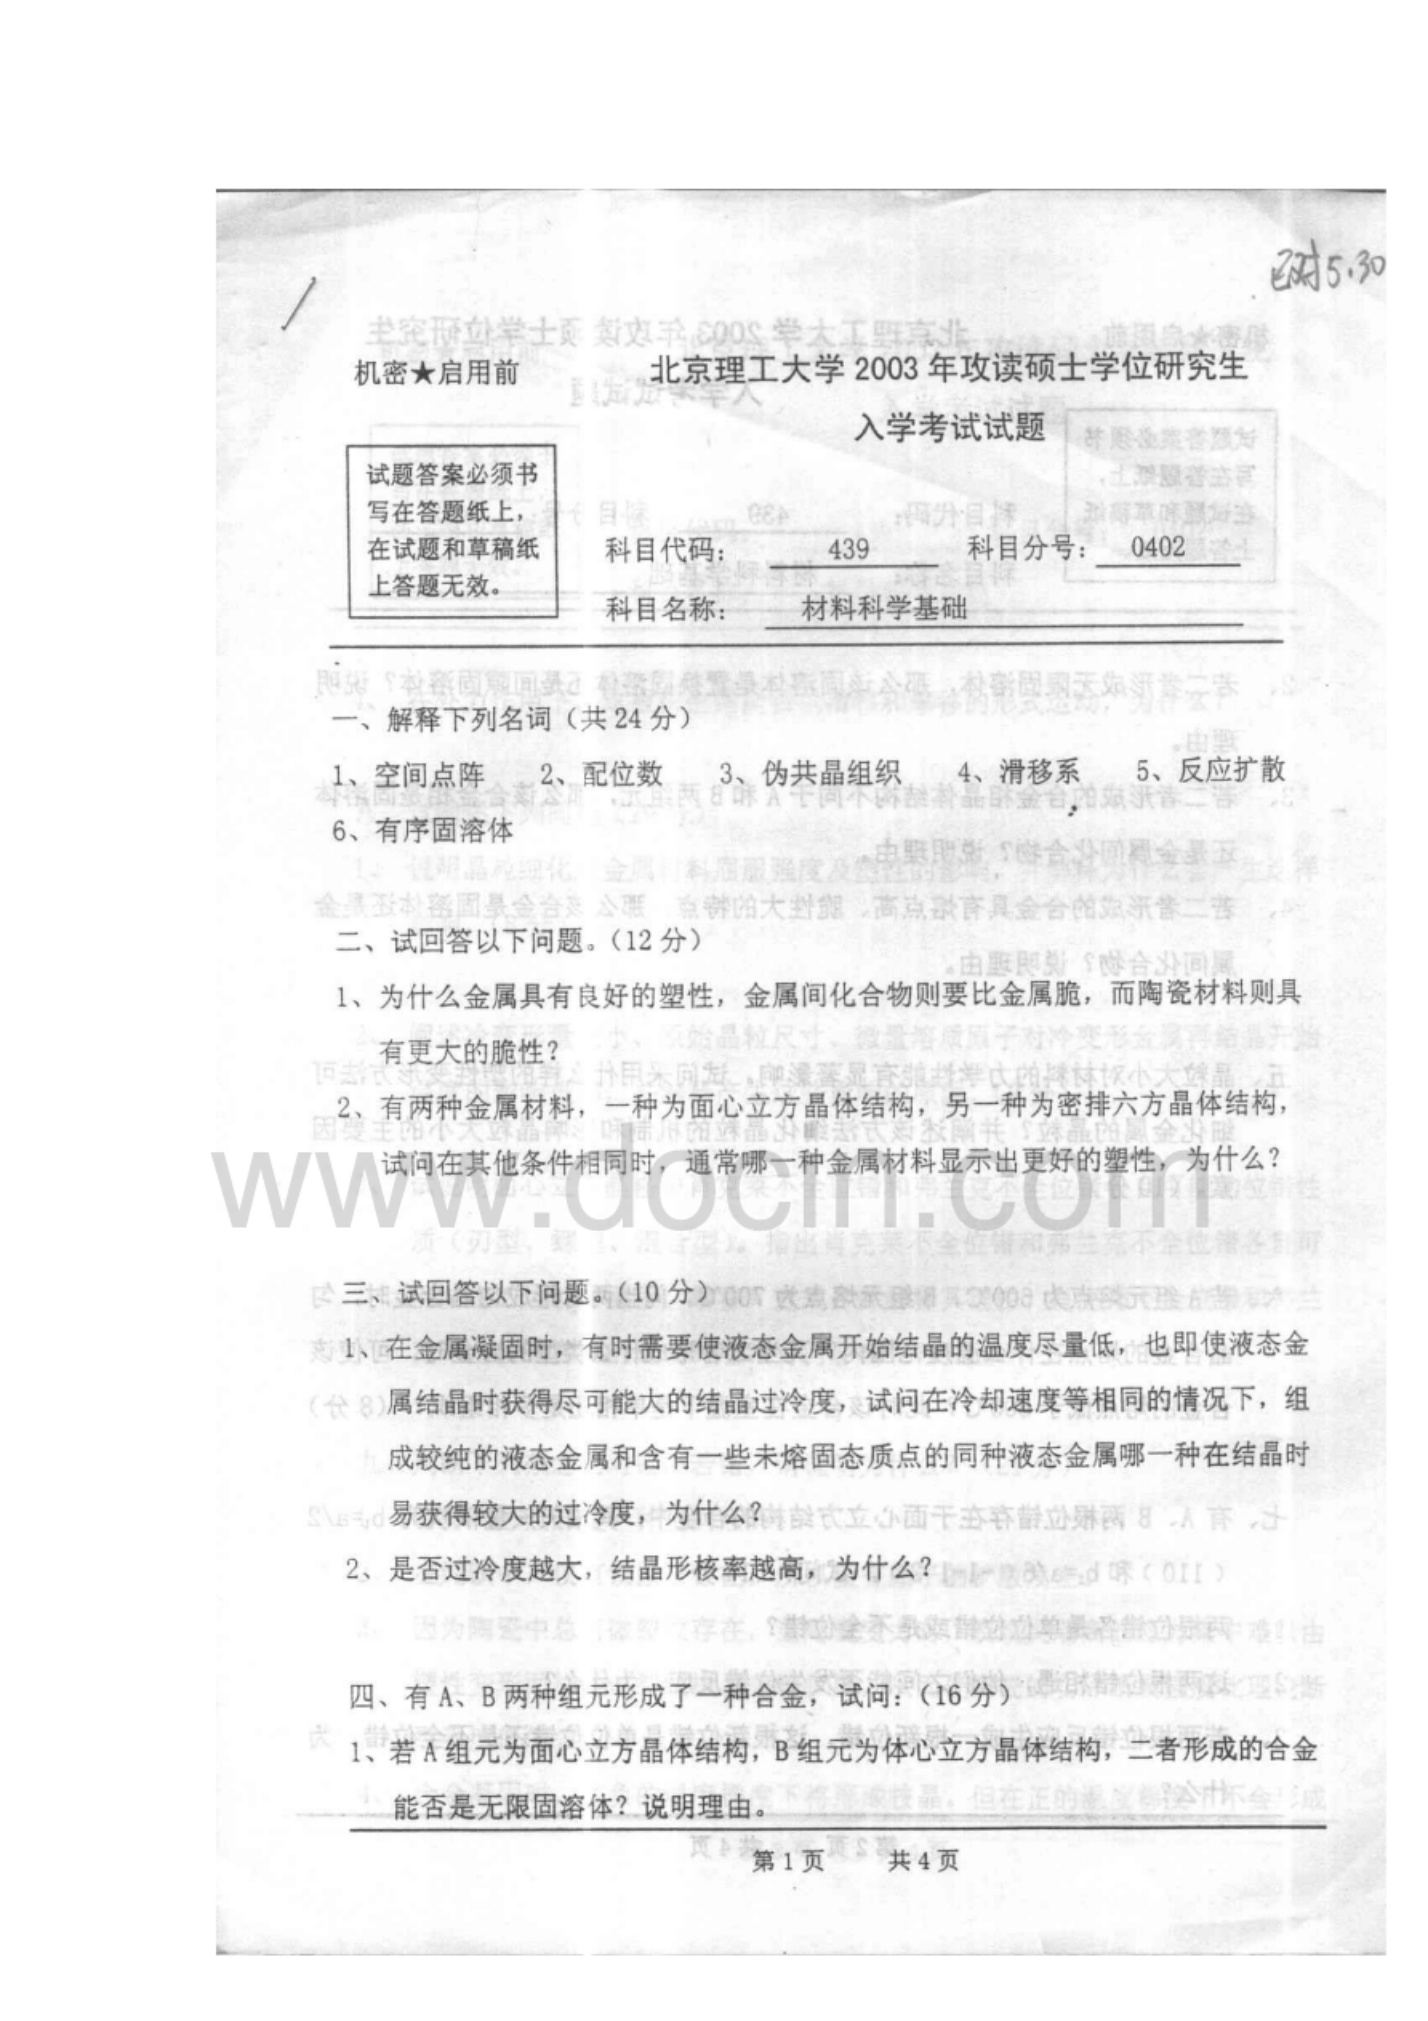 已对5.30
机密★启用前
北京理工大学 2003 年攻读硕士学位研究生
入学考试试题
试题答案必须书
写在答题纸上，
在试题和草稿纸
上答题无效。
科目代码： 439 科目分号： 0402
科目名称： 材料科学基础
一、解释下列名词（共 24 分）
1、空间点阵 2、配位数 3、伪共晶组织 4、滑移系 5、反应扩散
6、有序固溶体
二、试回答以下问题。（12 分）
1、为什么金属具有良好的塑性，金属间化合物则要比金属脆，而陶瓷材料则具
有更大的脆性？
2、有两种金属材料，一种为面心立方晶体结构，另一种为密排六方晶体结构，
试问在其他条件相同时，通常哪一种金属材料显示出更好的塑性，为什么？
www.docin.com
三、试回答以下问题。（10 分）
1、在金属凝固时，有时需要使液态金属开始结晶的温度尽量低，也即使液态金
属结晶时获得尽可能大的结晶过冷度，试问在冷却速度等相同的情况下，组
成较纯的液态金属和含有一些未熔固态质点的同种液态金属哪一种在结晶时
易获得较大的过冷度，为什么？
2、是否过冷度越大，结晶形核率越高，为什么？
四、有 A、B 两种组元形成了一种合金，试问：（16 分）
1、若 A 组元为面心立方晶体结构，B 组元为体心立方晶体结构，二者形成的合金
能否是无限固溶体？说明理由。
第 1 页 共 4 页